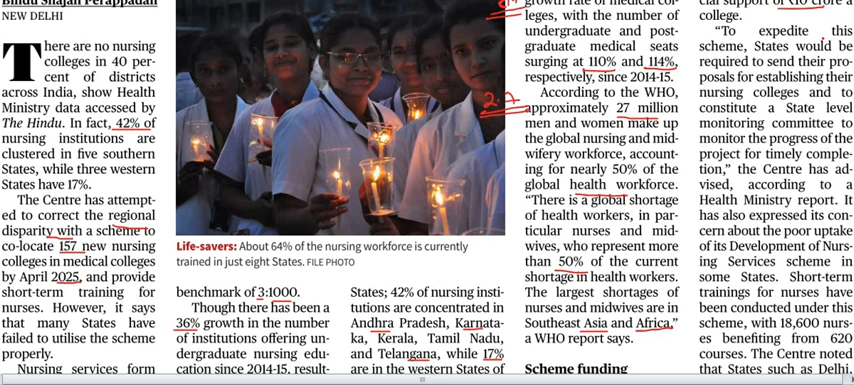 Bindu Shajan Perappadan
NEW DELHI
There are no nursing
colleges in 40 per
cent of districts
across India, show Health
Ministry data accessed by
The Hindu. In fact, 42% of
nursing institutions are
clustered in five southern
States, while three western
States have 17%.
The Centre has attempt-
ed to correct the regional
disparity with a scheme to
co-locate 157 new nursing
colleges in medical colleges
by April 2025, and provide
short-term training for
nurses. However, it says
that many States have
failed to utilise the scheme
properly.
Nursing services form
Life-savers: About 64% of the nursing workforce is currently
trained in just eight States. FILE PHOTO
benchmark of 3:1000.
Though there has been a
36% growth in the number
of institutions offering un-
dergraduate nursing edu-
cation since 2014-15, result-
States; 42% of nursing insti-
tutions are concentrated in
Andhra Pradesh, Karnata-
ka, Kerala, Tamil Nadu,
and Telangana, while 17%
are in the western States of
2.7
growth rate of medical col-
leges, with the number of
undergraduate and post-
graduate medical seats
surging at 110% and 114%,
respectively, since 2014-15.
According to the WHO,
approximately 27 million
men and women make up
the global nursing and mid-
wifery workforce, account-
ing for nearly 50% of the
global health workforce.
“There is a global shortage
of health workers, in par-
ticular nurses and mid-
wives, who represent more
than 50% of the current
shortage in health workers.
The largest shortages of
nurses and midwives are in
Southeast Asia and Africa,”
a WHO report says.
Scheme funding
cial support of ₹10 crore a
college.
“To expedite this
scheme, States would be
required to send their pro-
posals for establishing their
nursing colleges and to
constitute a State level
monitoring committee to
monitor the progress of the
project for timely comple-
tion,” the Centre has ad-
vised, according to a
Health Ministry report. It
has also expressed its con-
cern about the poor uptake
of its Development of Nurs-
ing Services scheme in
some States. Short-term
trainings for nurses have
been conducted under this
scheme, with 18,600 nurs-
es benefiting from 620
courses. The Centre noted
that States such as Delhi,